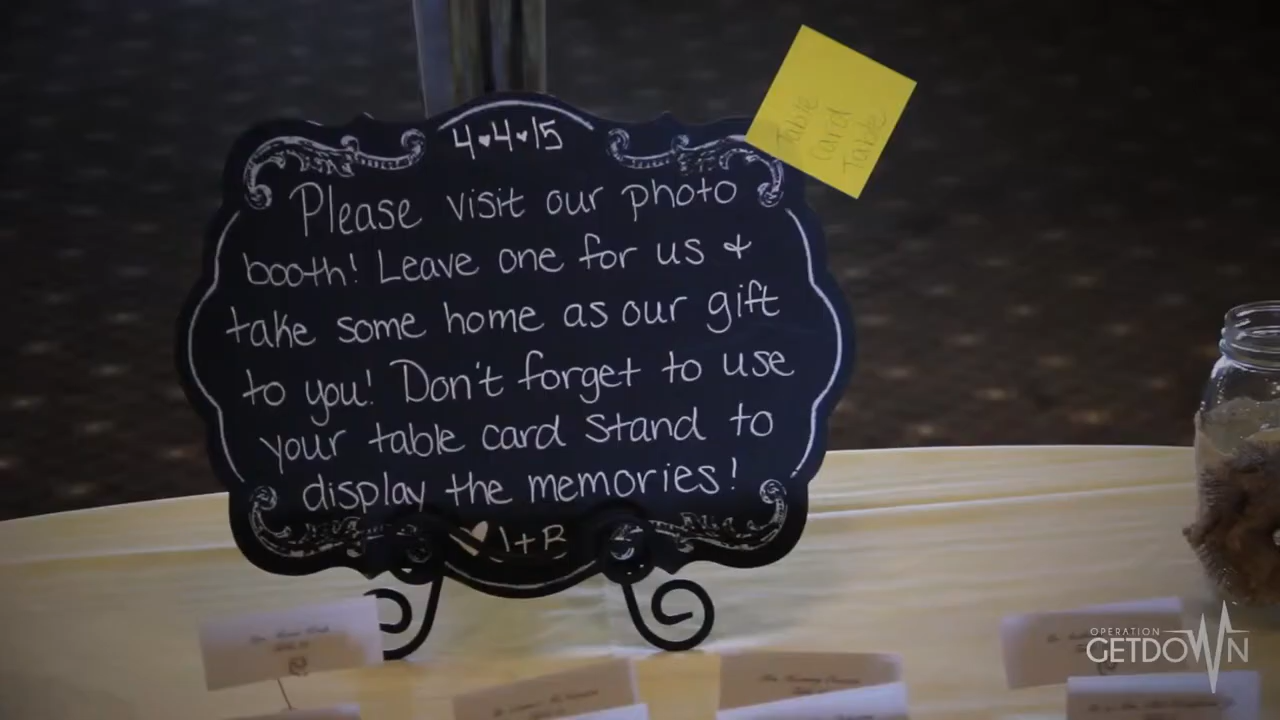 4♥4♥15
Please visit our photo
booth! Leave one for us &
take some home as our gift
to you! Don't forget to use
your table card stand to
display the memories!
♥ I+R
Table
Card
Table
OPERATION
GETDOWN